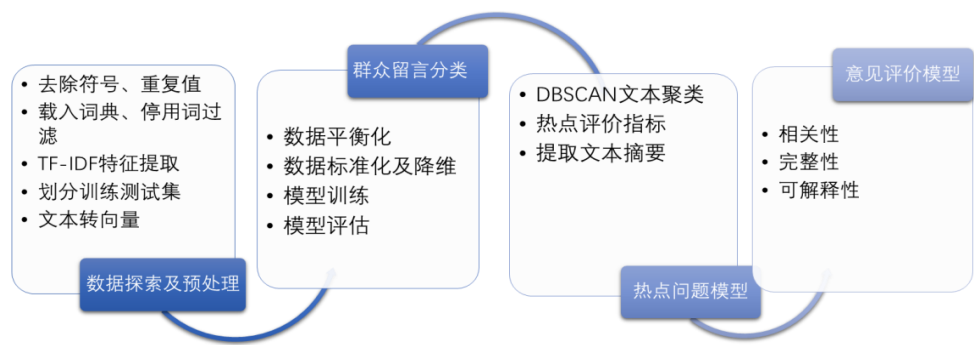 去除符号、重复值
载入词典、停用词过
滤
TF-IDF特征提取
划分训练测试集
文本转向量
数据探索及预处理
群众留言分类
数据平衡化
数据标准化及降维
模型训练
模型评估
DBSCAN文本聚类
热点评价指标
提取文本摘要
热点问题模型
意见评价模型
相关性
完整性
可解释性